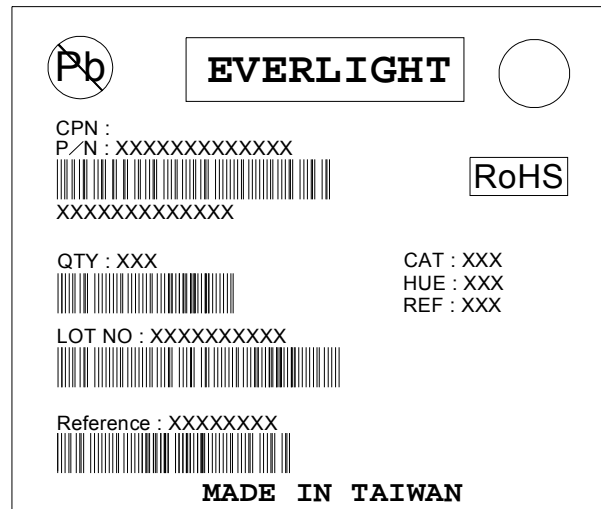 Pb
EVERLIGHT
CPN :
P/N : XXXXXXXXXXXXX
RoHS
XXXXXXXXXXXXX
QTY : XXX
CAT : XXX
HUE : XXX
REF : XXX
LOT NO : XXXXXXXXXX
Reference : XXXXXXXX
MADE IN TAIWAN